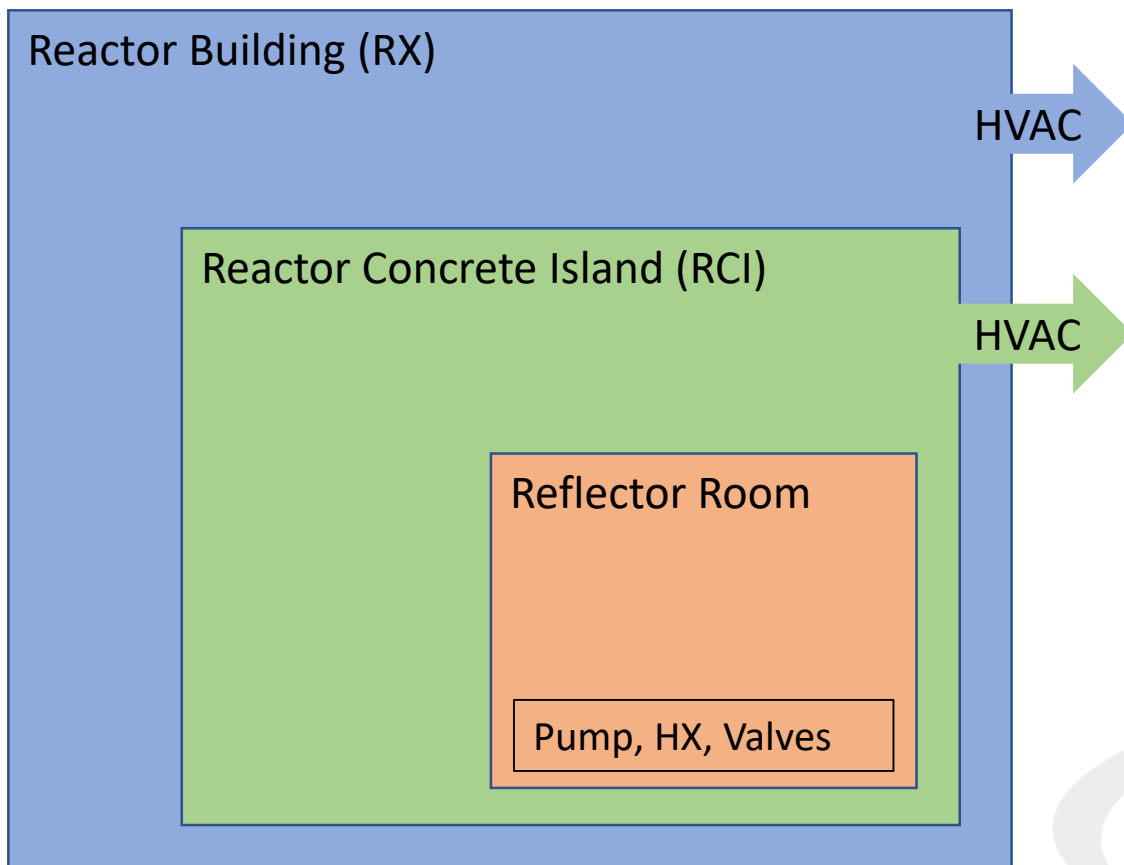 Reactor Building (RX)
HVAC
Reactor Concrete Island (RCI)
HVAC
Reflector Room
Pump, HX, Valves